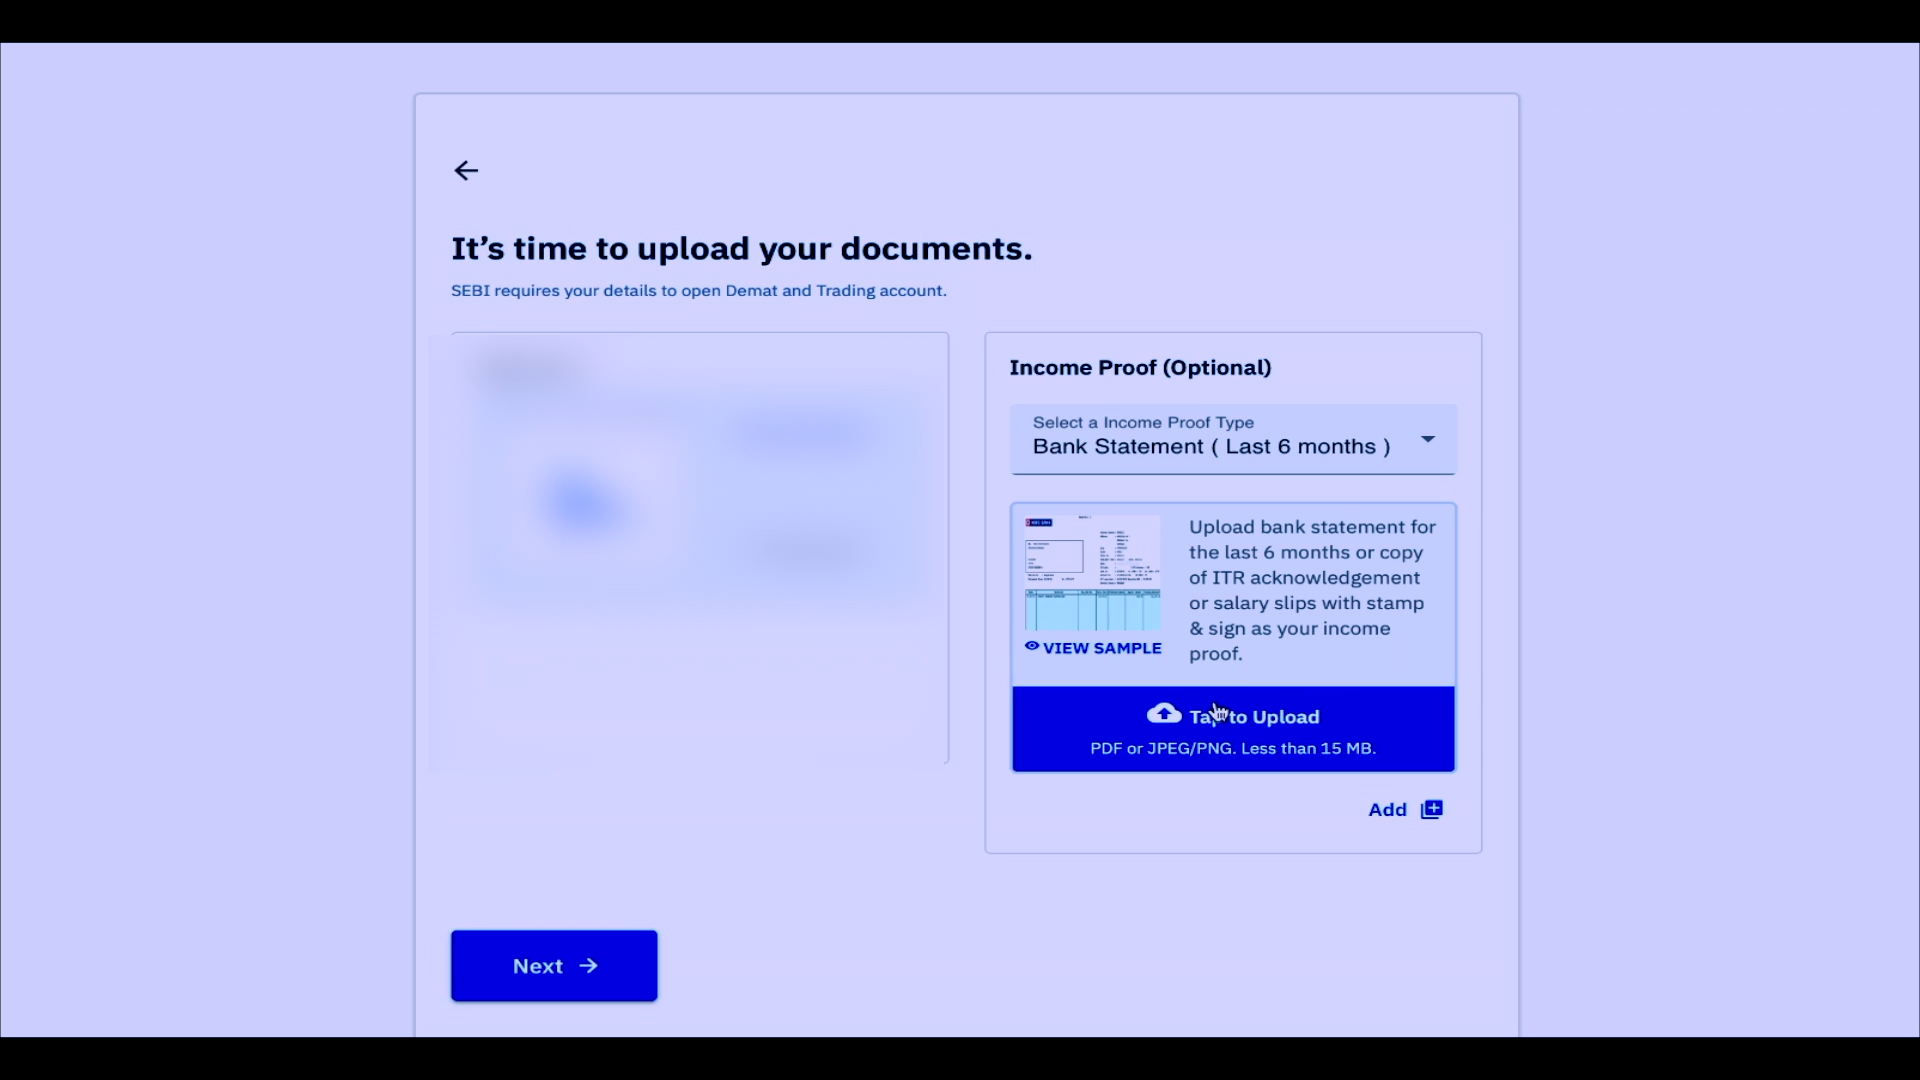 It’s time to upload your documents.
SEBI requires your details to open Demat and Trading account.
Income Proof (Optional)
Select a Income Proof Type
Bank Statement ( Last 6 months )
Upload bank statement for
the last 6 months or copy
of ITR acknowledgement
or salary slips with stamp
& sign as your income
proof.
VIEW SAMPLE
Tap to Upload
PDF or JPEG/PNG. Less than 15 MB.
Add
Next